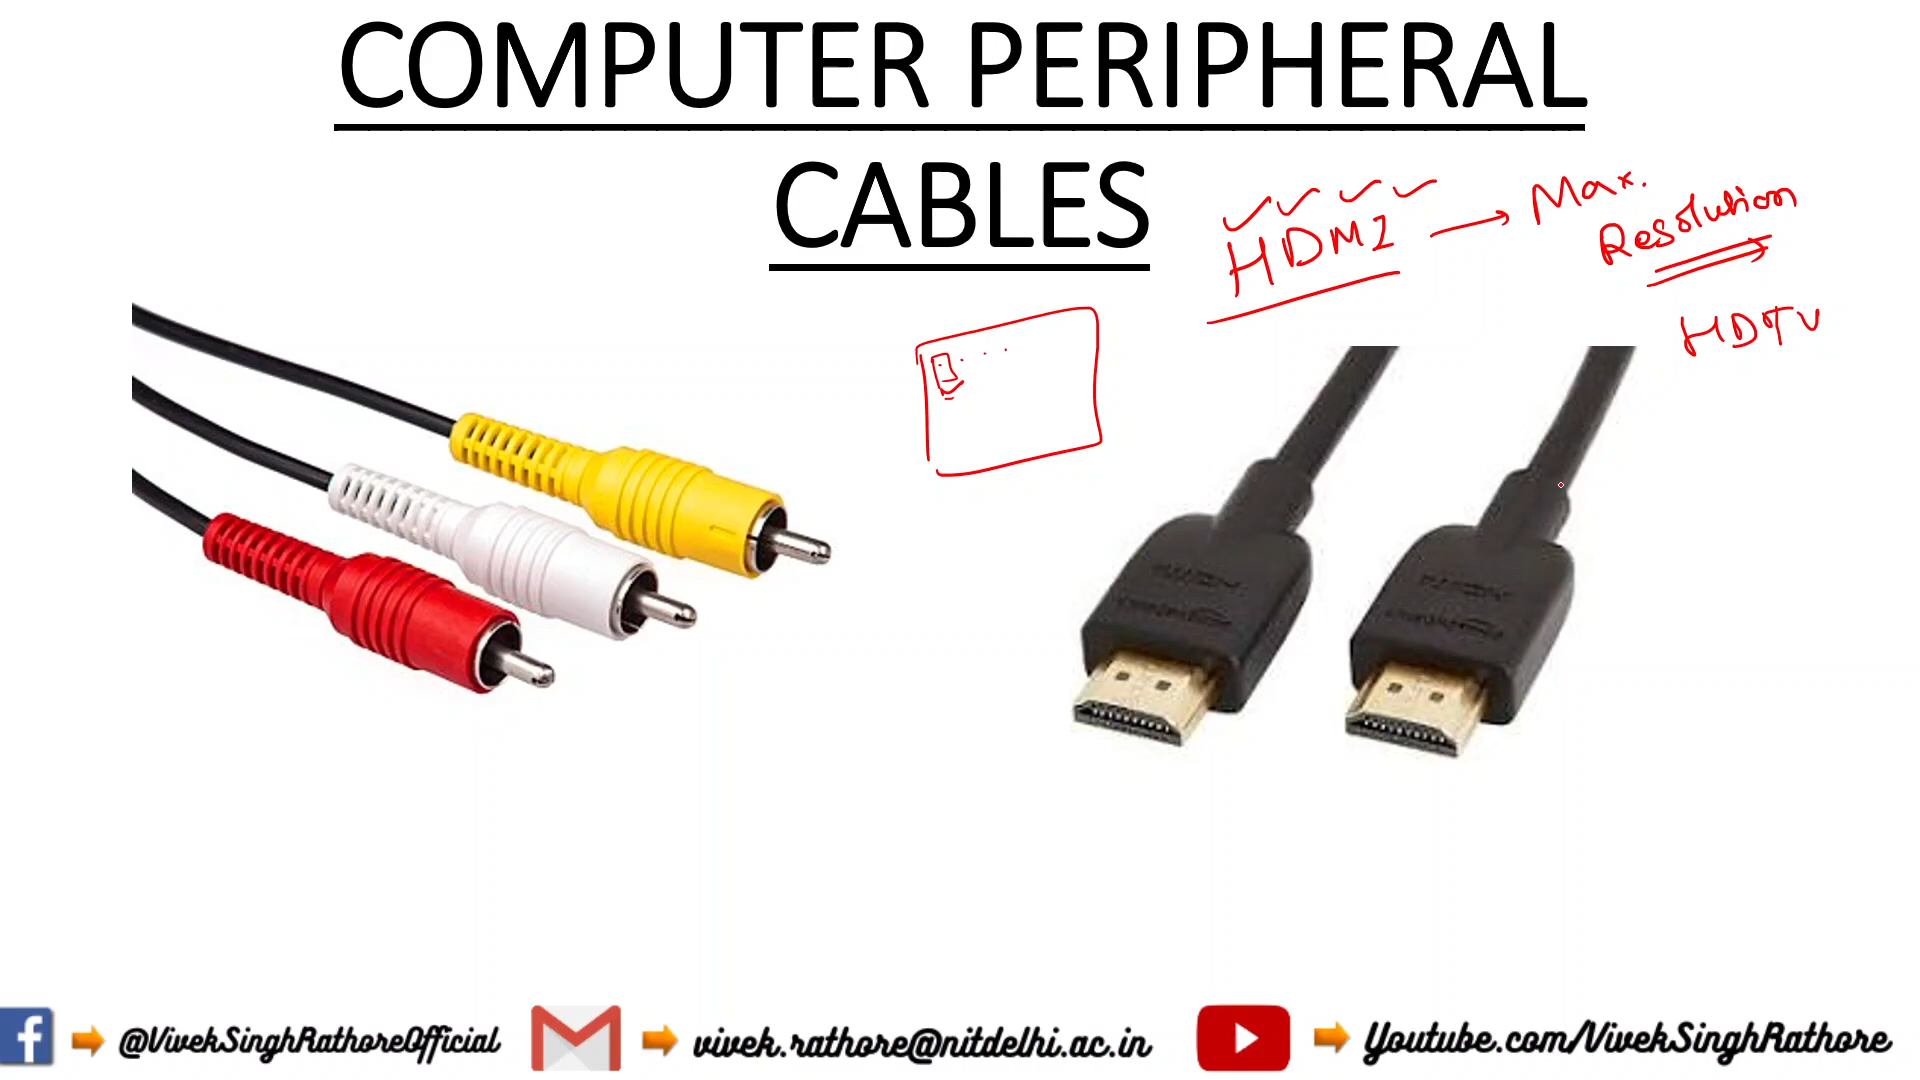 COMPUTER PERIPHERAL
CABLES
HDMI → Max.
Resolution
HDTV
@VivekSinghRathoreOfficial
vivek.rathore@nitdelhi.ac.in
Youtube.com/VivekSinghRathore